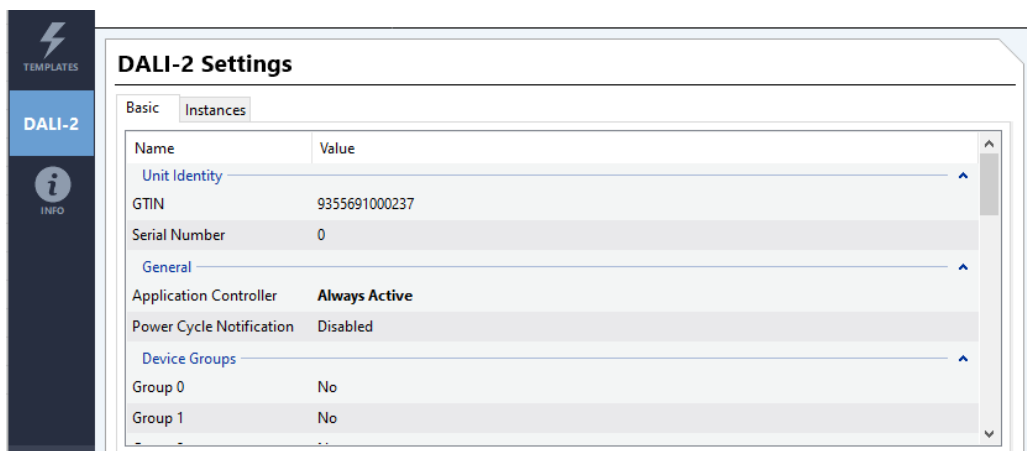 TEMPLATES
DALI-2
INFO
DALI-2 Settings
Basic Instances
Name Value
Unit Identity
GTIN 9355691000237
Serial Number 0
General
Application Controller Always Active
Power Cycle Notification Disabled
Device Groups
Group 0 No
Group 1 No